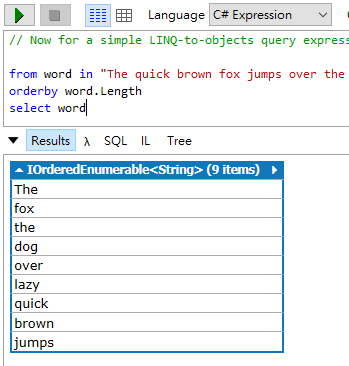 Language C# Expression
// Now for a simple LINQ-to-objects query express
from word in "The quick brown fox jumps over the
orderby word.Length
select word
Results λ SQL IL Tree
IOrderedEnumerable<String> (9 items)
The
fox
the
dog
over
lazy
quick
brown
jumps